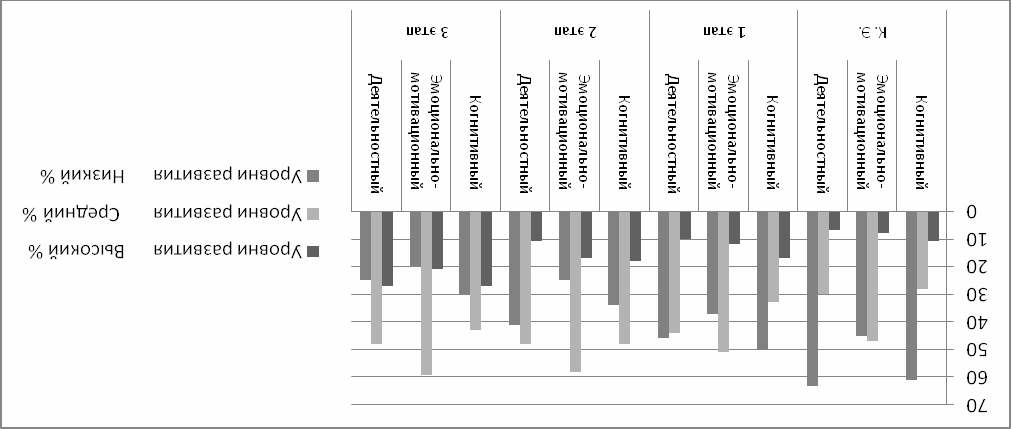 70
60
50
40
30
20
10
0
Когнитивный
Эмоционально-
мотивационный
Деятельностный
Когнитивный
Эмоционально-
мотивационный
Деятельностный
Когнитивный
Эмоционально-
мотивационный
Деятельностный
Когнитивный
Эмоционально-
мотивационный
Деятельностный
К. Э.
1 этап
2 этап
3 этап
Уровни развития Высокий %
Уровни развития Средний %
Уровни развития Низкий %